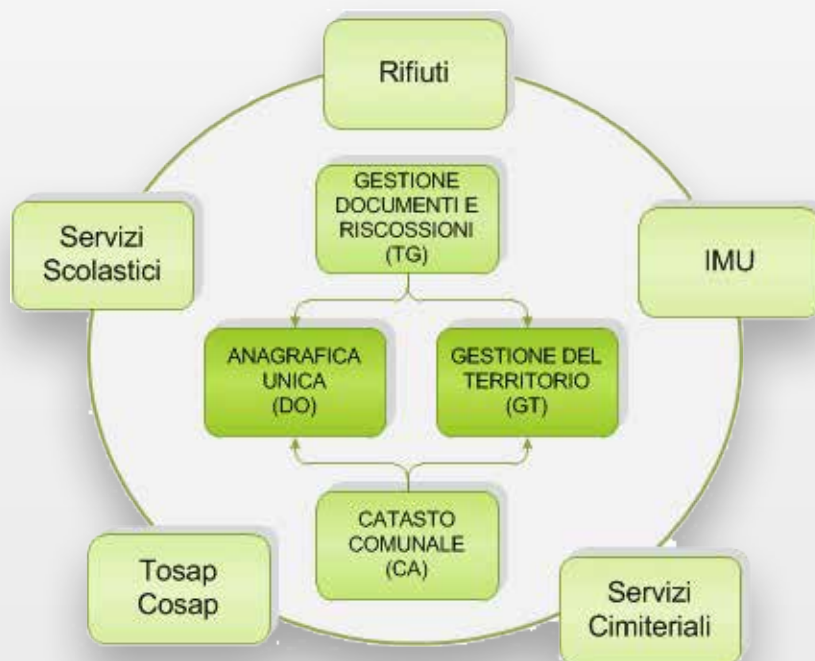 Rifiuti
GESTIONE
DOCUMENTI E
RISCOSSIONI
(TG)
Servizi
Scolastici
IMU
ANAGRAFICA
UNICA
(DO)
GESTIONE DEL
TERRITORIO
(GT)
CATASTO
COMUNALE
(CA)
Tosap
Cosap
Servizi
Cimiteriali